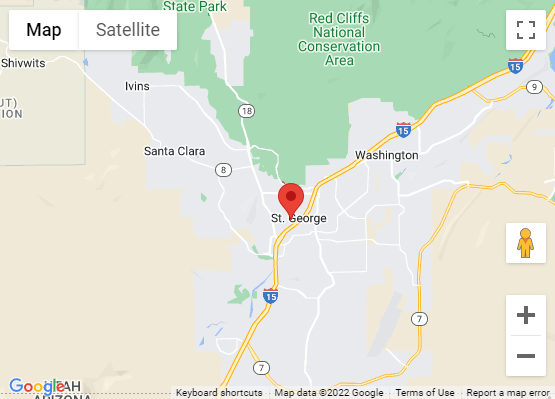 State Park
Map
Satellite
Red Cliffs
National
Conservation
Area
Shivwits
15
Ivins
9
UT)
ION
18
15
Santa Clara
Washington
8
St. George
15
7
7
Google
UTAH
ARIZONA
Keyboard shortcuts
Map data ©2022 Google
Terms of Use
Report a map error